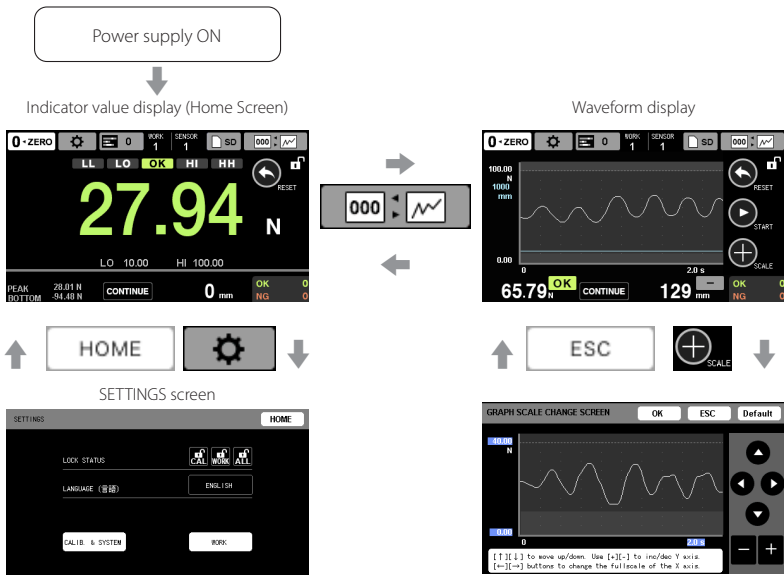 Power supply ON
Indicator value display (Home Screen)
0 ZERO 0 WORK 1 SENSOR 1 SD 000
LL LO OK HI HH
RESET
27.94 N
LO 10.00 HI 100.00
PEAK 28.01 N
BOTTOM -94.48 N
CONTINUE
0 mm
OK 0
NG 0
000
Waveform display
0 ZERO 0 WORK 1 SENSOR 1 SD 000
100.00
N
1000
mm
0.00
0 2.0 s
RESET
START
SCALE
65.79 N OK CONTINUE 129 mm —
OK 0
NG 0
HOME
SETTINGS screen
SETTINGS HOME
LOCK STATUS CAL WORK ALL
LANGUAGE (言語) ENGLISH
CALIB. & SYSTEM WORK
ESC
SCALE
GRAPH SCALE CHANGE SCREEN OK ESC Default
40.00
N
0.00
0 2.0 s
[↑][↓] to move up/down. Use [+][-] to inc/dec Y axis.
[←][→] buttons to change the fullscale of the X axis.
− +